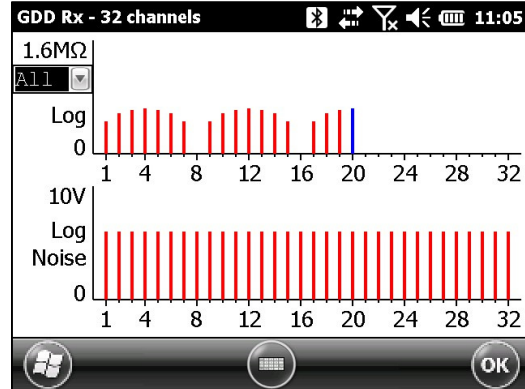 GDD Rx - 32 channels 11:05
1.6MΩ
All
Log
0
1 4 8 12 16 20 24 28 32
10V
Log
Noise
0
1 4 8 12 16 20 24 28 32
OK